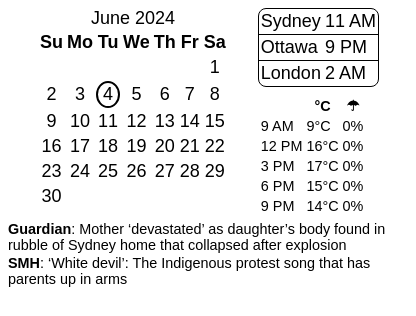 June 2024
Su Mo Tu We Th Fr Sa
1
2 3 4 5 6 7 8
9 10 11 12 13 14 15
16 17 18 19 20 21 22
23 24 25 26 27 28 29
30
Sydney 11 AM
Ottawa 9 PM
London 2 AM
°C ☂
9 AM 9°C 0%
12 PM 16°C 0%
3 PM 17°C 0%
6 PM 15°C 0%
9 PM 14°C 0%
Guardian: Mother ‘devastated’ as daughter’s body found in
rubble of Sydney home that collapsed after explosion
SMH: ‘White devil’: The Indigenous protest song that has
parents up in arms